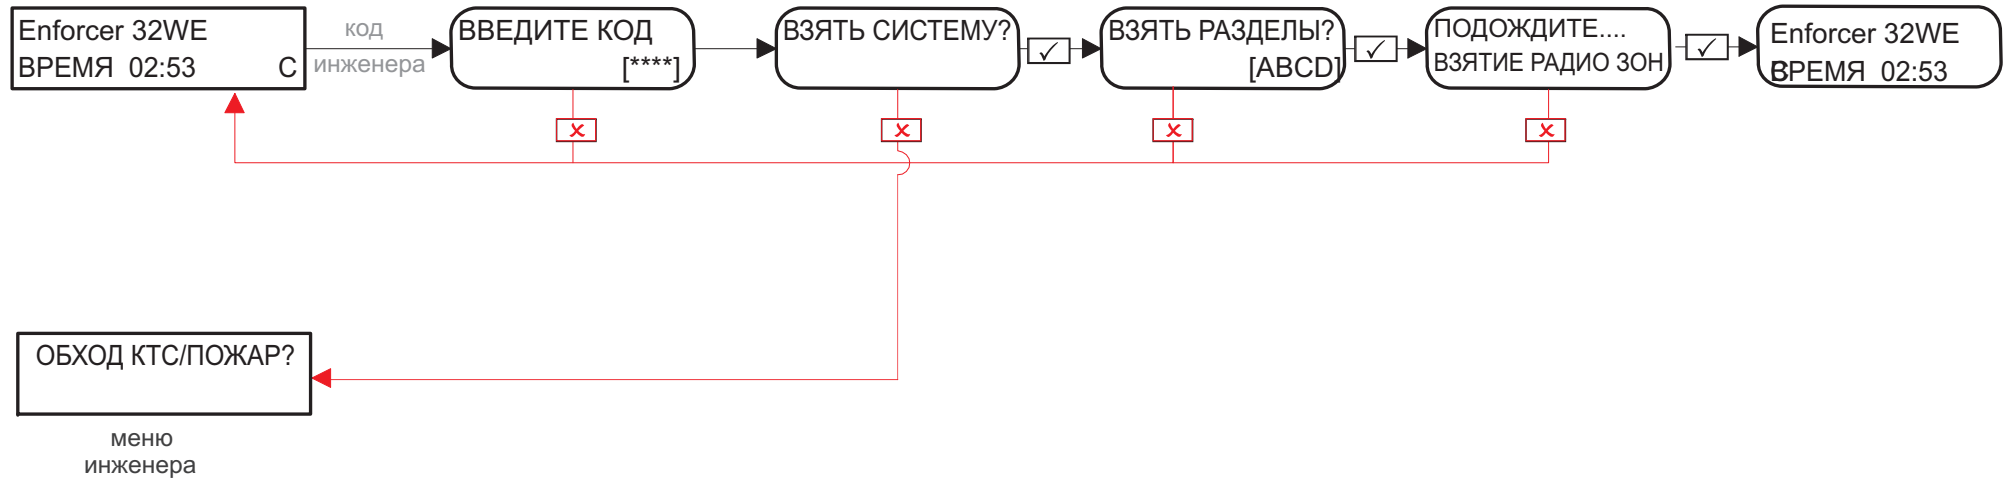 Enforcer 32WE
ВРЕМЯ 02:53 С
код
инженера
ВВЕДИТЕ КОД
[****]
ВЗЯТЬ СИСТЕМУ?
ВЗЯТЬ РАЗДЕЛЫ?
[ABCD]
ПОДОЖДИТЕ....
ВЗЯТИЕ РАДИО ЗОН
Enforcer 32WE
ВРЕМЯ 02:53
С
ОБХОД КТС/ПОЖАР?
меню
инженера